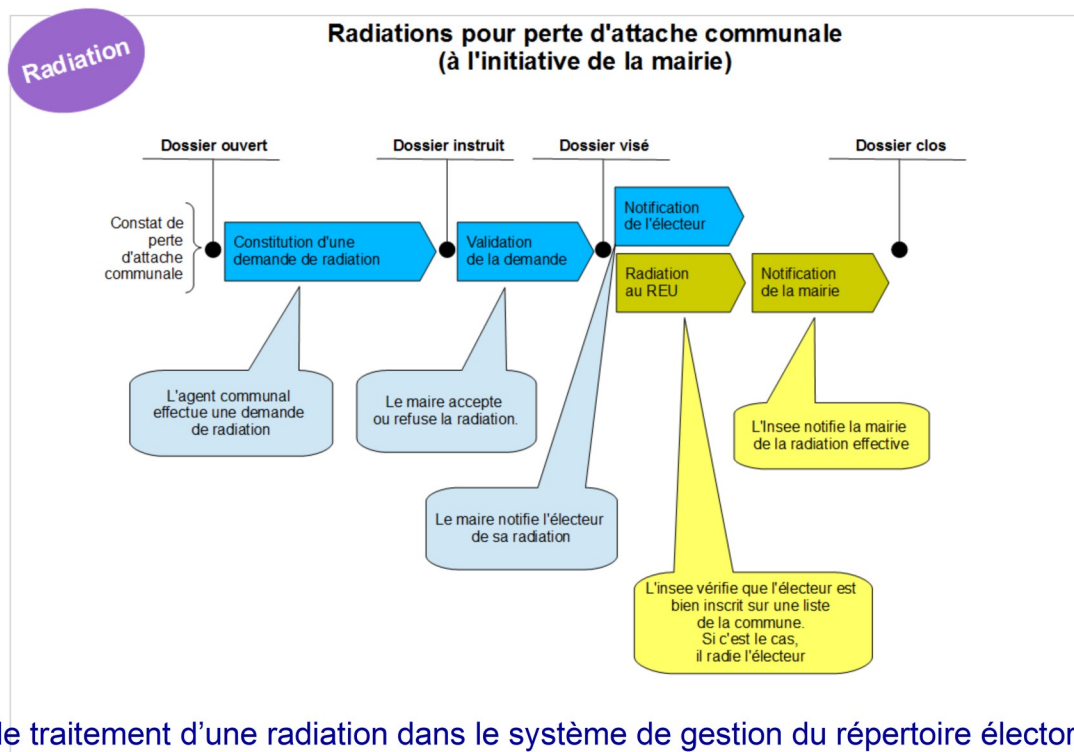 Radiation
Radiations pour perte d'attache communale
(à l'initiative de la mairie)
Dossier ouvert
Dossier instruit
Dossier visé
Dossier clos
Constat de
perte
d'attache
communale
Constitution d'une
demande de radiation
Validation
de la demande
Notification
de l'électeur
Radiation
au REU
Notification
de la mairie
L'agent communal
effectue une demande
de radiation
Le maire accepte
ou refuse la radiation.
L'Insee notifie la mairie
de la radiation effective
Le maire notifie l'électeur
de sa radiation
L'insee vérifie que l'électeur est
bien inscrit sur une liste
de la commune.
Si c'est le cas,
il radie l'électeur
le traitement d’une radiation dans le système de gestion du répertoire élector